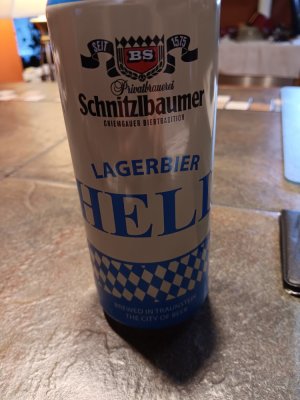 SEIT 1575
BS
Privatbrauerei
Schnitzlbaumer
CHIEMGAUER BIERTRADITION
LAGERBIER
HELL
BREWED IN TRAUNSTEIN
THE CITY OF BEER